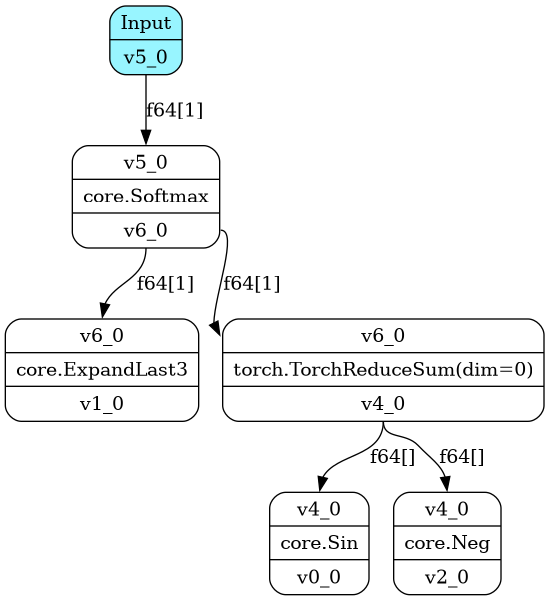 Input
v5_0
f64[1]
v5_0
core.Softmax
v6_0
f64[1]
f64[1]
v6_0
core.ExpandLast3
v1_0
v6_0
torch.TorchReduceSum(dim=0)
v4_0
f64[]
f64[]
v4_0
core.Sin
v0_0
v4_0
core.Neg
v2_0